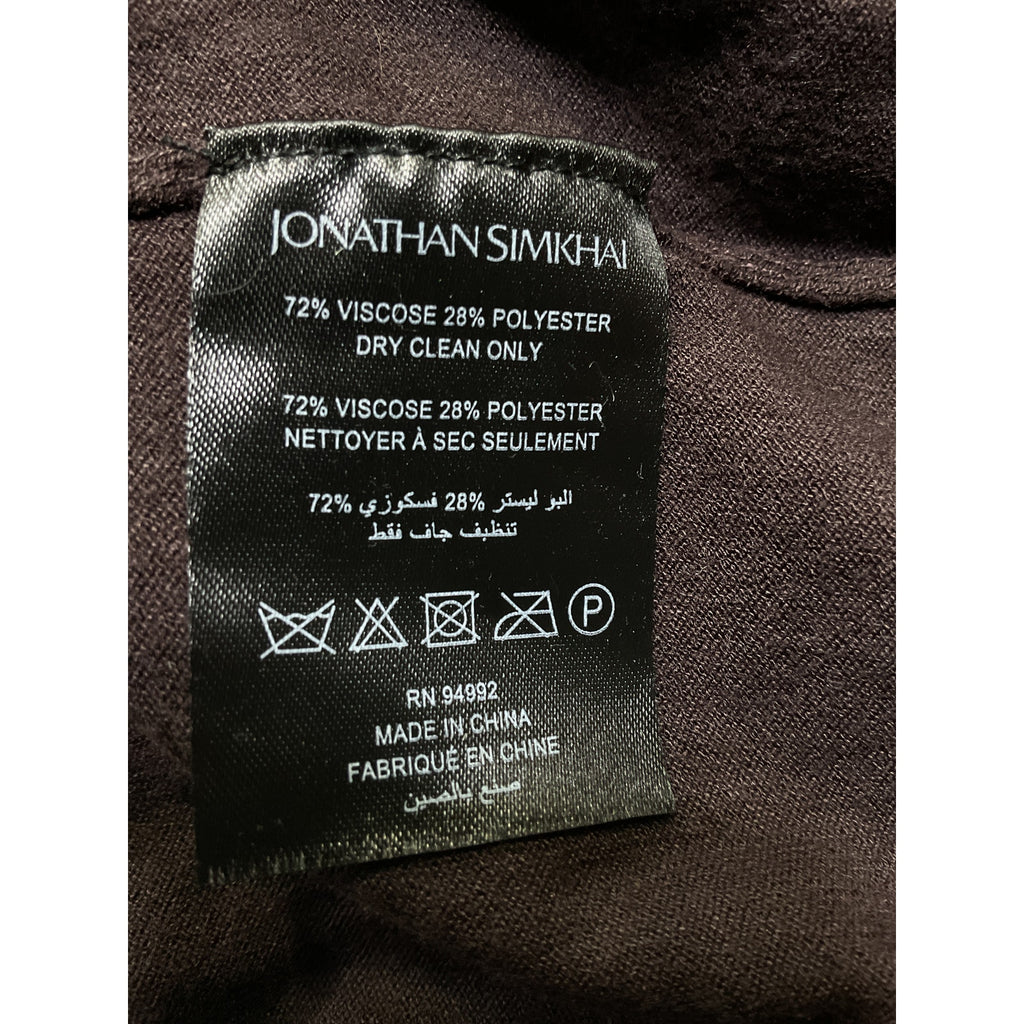 JONATHAN SIMKHAI
72% VISCOSE 28% POLYESTER
DRY CLEAN ONLY
72% VISCOSE 28% POLYESTER
NETTOYER À SEC SEULEMENT
البو ليستر 28% فسكوزي 72%
تنظيف جاف فقط
P
RN 94992
MADE IN CHINA
FABRIQUÉ EN CHINE
صنع بالصين